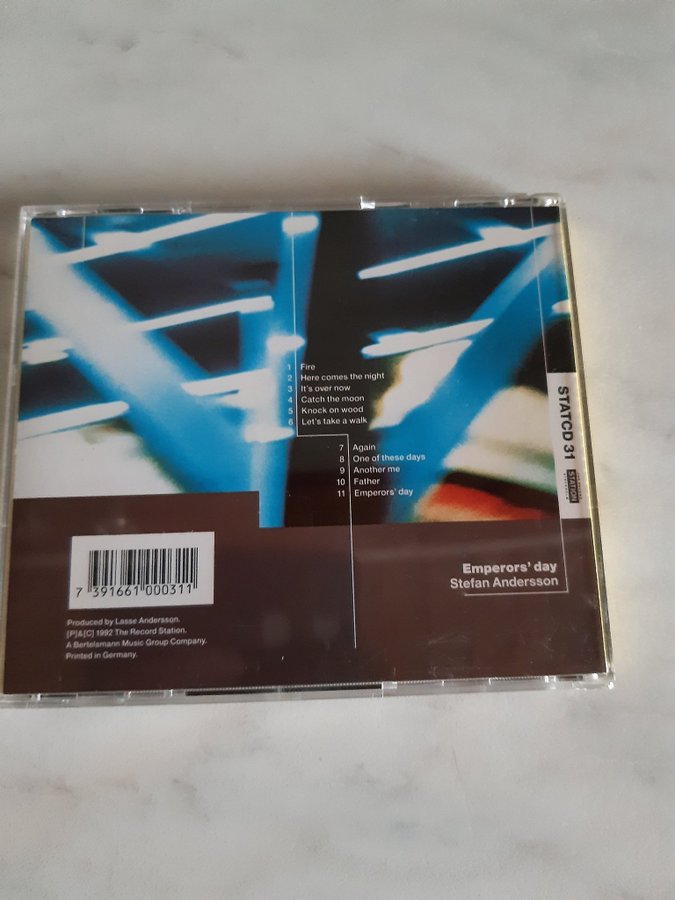 1 Fire
2 Here comes the night
3 It's over now
4 Catch the moon
5 Knock on wood
6 Let's take a walk
7 Again
8 One of these days
9 Another me
10 Father
11 Emperors' day
STATCD 31
STATION
Emperors' day
Stefan Andersson
7 391661 000311
Produced by Lasse Andersson.
[P]&[C] 1992 The Record Station.
A Bertelsmann Music Group Company.
Printed in Germany.